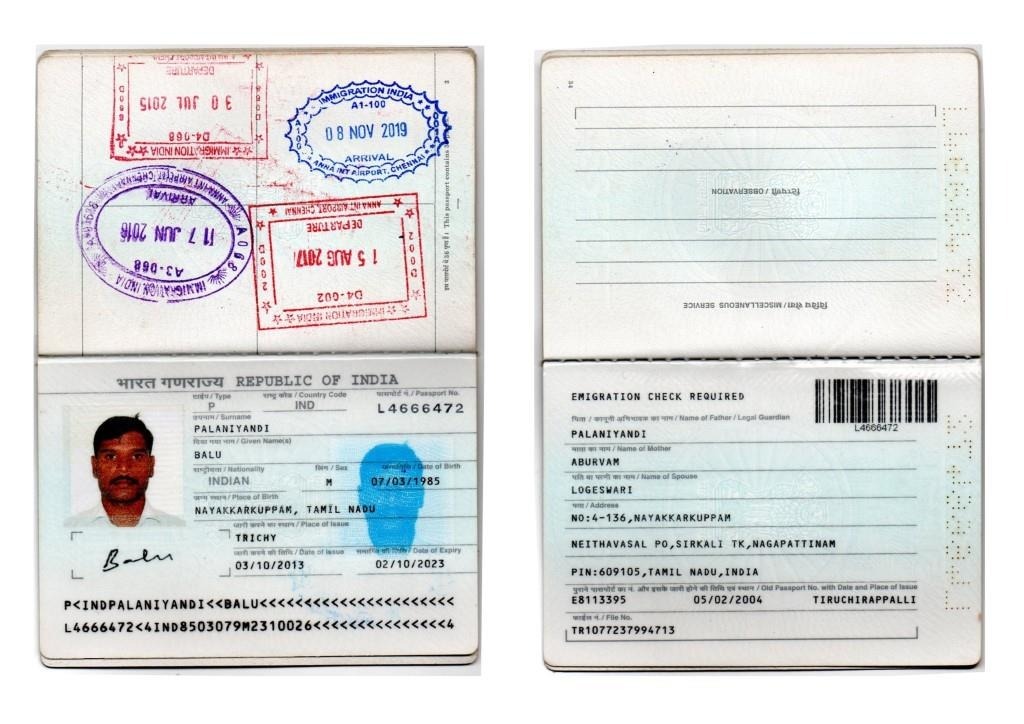 DEPARTURE
30 JUL 2015
D4-068
IMMIGRATION INDIA
IMMIGRATION INDIA
A1-100
08 NOV 2019
ARRIVAL
ANNA INT AIRPORT, CHENNAI
ARRIVAL
17 JUN 2016
A3-068
IMMIGRATION INDIA
A068
ANNA INT AIRPORT, CHENNAI
DEPARTURE
15 AUG 2017
D4-002
IMMIGRATION INDIA
This passport contains
भारत गणराज्य REPUBLIC OF INDIA
टाईप / Type राष्ट्र कोड / Country Code पासपोर्ट नं. / Passport No.
P IND L4666472
उपनाम / Surname
PALANIYANDI
दिया गया नाम / Given Name(s)
BALU
राष्ट्रीयता / Nationality लिंग / Sex जन्मतिथि / Date of Birth
INDIAN M 07/03/1985
जन्म स्थान / Place of Birth
NAYAKKARKUPPAM, TAMIL NADU
जारी करने का स्थान / Place of Issue
TRICHY
जारी करने की तिथि / Date of Issue समाप्ति की तिथि / Date of Expiry
03/10/2013 02/10/2023
Balu
P<INDPALANIYANDI<<BALU<<<<<<<<<<<<<<<<<<<<<<
L4666472<4IND8503079M2310026<<<<<<<<<<<<<<<4
34
टिप्पणी / OBSERVATION
विविध सेवा / MISCELLANEOUS SERVICE
EMIGRATION CHECK REQUIRED
L4666472
पिता / कानूनी अभिभावक का नाम / Name of Father / Legal Guardian
PALANIYANDI
माता का नाम / Name of Mother
ABURVAM
पति या पत्नी का नाम / Name of Spouse
LOGESWARI
पता / Address
NO:4-136,NAYAKKARKUPPAM
NEITHAVASAL PO,SIRKALI TK,NAGAPATTINAM
PIN:609105,TAMIL NADU,INDIA
पुराने पासपोर्ट का नं. और इसके जारी होने की तिथि एवं स्थान / Old Passport No. with Date and Place of Issue
E8113395 05/02/2004 TIRUCHIRAPPALLI
फाईल नं. / File No.
TR1077237994713